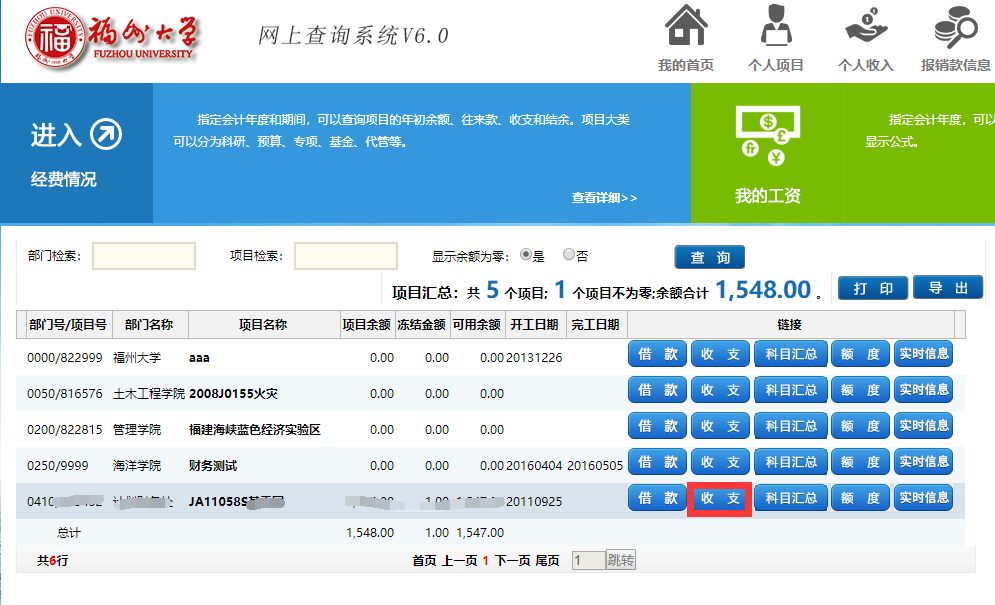 福州大学
FUZHOU UNIVERSITY
网上查询系统V6.0
我的首页 个人项目 个人收入 报销款信息
进入
经费情况
指定会计年度和期间，可以查询项目的年初余额、往来款、收支和结余。项目大类
可以分为科研、预算、专项、基金、代管等。
查看详细>>
我的工资
指定会计年度，可以
显示公式。
部门检索： 项目检索： 显示余额为零： 是 否 查 询
项目汇总：共 5 个项目; 1 个项目不为零;余额合计 1,548.00 。 打 印 导 出
部门号/项目号 部门名称 项目名称 项目余额 冻结金额 可用余额 开工日期 完工日期 链接
0000/822999 福州大学 aaa 0.00 0.00 0.00 20131226 借 款 收 支 科目汇总 额 度 实时信息
0050/816576 土木工程学院 2008J0155火灾 0.00 0.00 0.00 借 款 收 支 科目汇总 额 度 实时信息
0200/822815 管理学院 福建海峡蓝色经济实验区 0.00 0.00 0.00 借 款 收 支 科目汇总 额 度 实时信息
0250/9999 海洋学院 财务测试 0.00 0.00 0.00 20160404 20160505 借 款 收 支 科目汇总 额 度 实时信息
JA11058S 20110925 借 款 收 支 科目汇总 额 度 实时信息
总计 1,548.00 1.00 1,547.00
共6行 首页 上一页 1 下一页 尾页 1 跳转